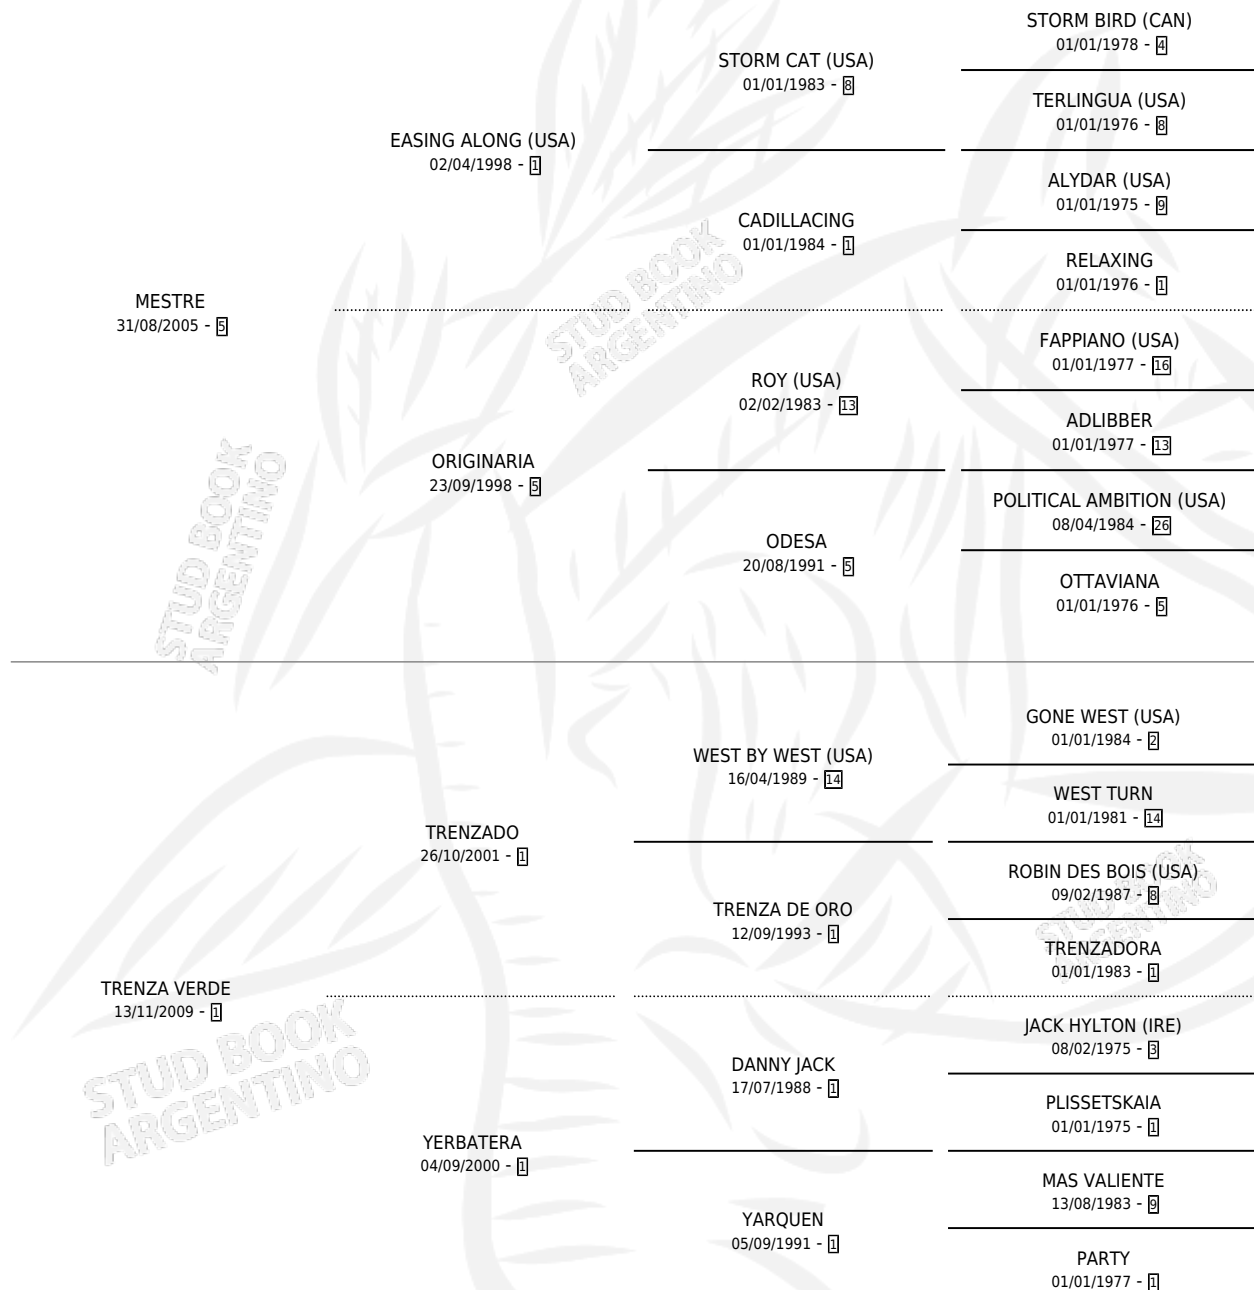 STORM BIRD (CAN)
01/01/1978 - 4
STORM CAT (USA)
01/01/1983 - 8
TERLINGUA (USA)
01/01/1976 - 8
EASING ALONG (USA)
02/04/1998 - 1
ALYDAR (USA)
01/01/1975 - 9
CADILLACING
01/01/1984 - 1
RELAXING
01/01/1976 - 1
MESTRE
31/08/2005 - 5
FAPPIANO (USA)
01/01/1977 - 16
ROY (USA)
02/02/1983 - 13
ADLIBBER
01/01/1977 - 13
ORIGINARIA
23/09/1998 - 5
POLITICAL AMBITION (USA)
08/04/1984 - 26
ODESA
20/08/1991 - 5
OTTAVIANA
01/01/1976 - 5
GONE WEST (USA)
01/01/1984 - 2
WEST BY WEST (USA)
16/04/1989 - 14
WEST TURN
01/01/1981 - 14
TRENZADO
26/10/2001 - 1
ROBIN DES BOIS (USA)
09/02/1987 - 8
TRENZA DE ORO
12/09/1993 - 1
TRENZADORA
01/01/1983 - 1
TRENZA VERDE
13/11/2009 - 1
JACK HYLTON (IRE)
08/02/1975 - 3
DANNY JACK
17/07/1988 - 1
PLISSETSKAIA
01/01/1975 - 1
YERBATERA
04/09/2000 - 1
MAS VALIENTE
13/08/1983 - 9
YARQUEN
05/09/1991 - 1
PARTY
01/01/1977 - 1
STUD BOOK
ARGENTINO
STUD BOOK
ARGENTINO
STUD BOOK
ARGENTINO
STUD BOOK
ARGENTINO